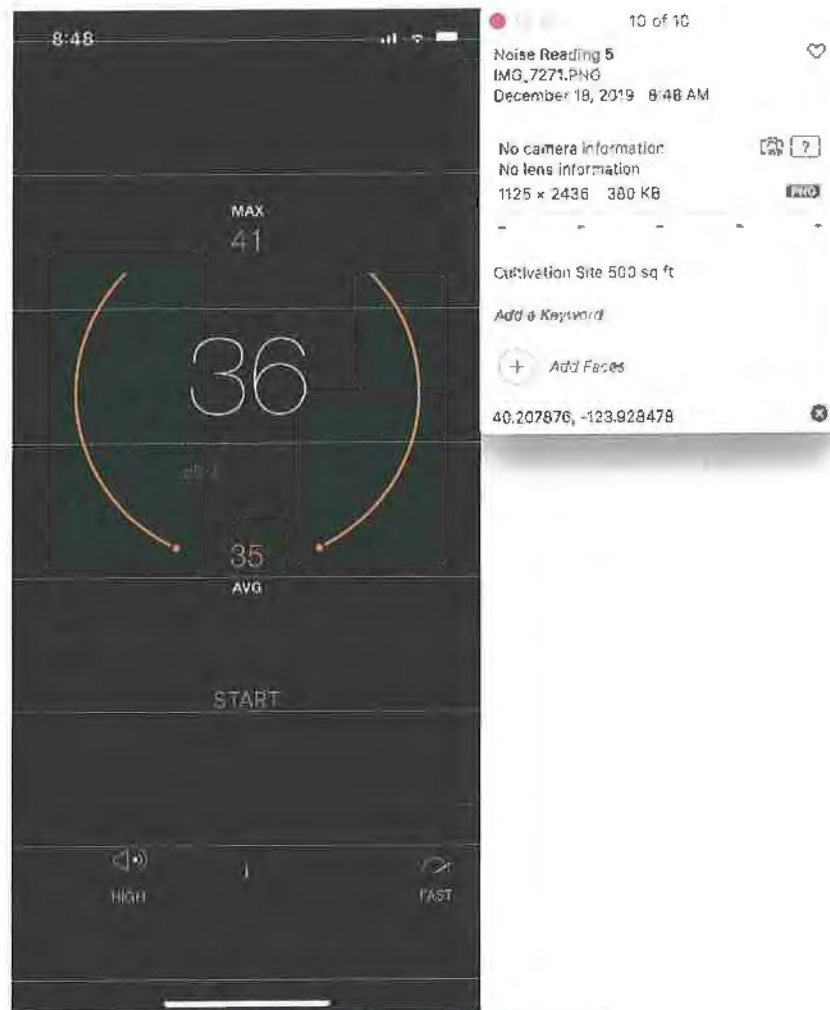 8:48
MAX
41
36
35
AVG
START
HIGH
FAST
10 of 10
Noise Reading 5
IMG_7271.PNG
December 18, 2019 8:48 AM
No camera information
?
No lens information
1125 × 2436 380 KB
PNG
Cultivation Site 500 sq ft
Add a Keyword
+ Add Faces
40.207876, -123.928478